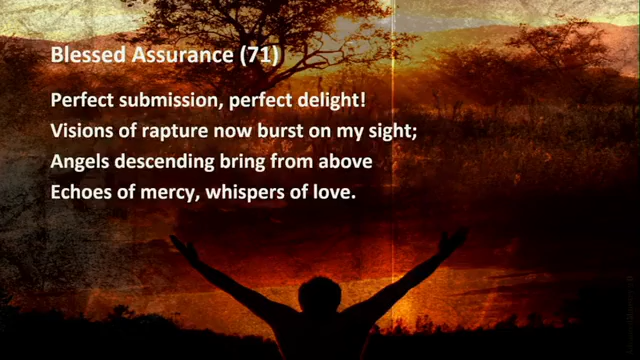 Blessed Assurance (71)
Perfect submission, perfect delight!
Visions of rapture now burst on my sight;
Angels descending bring from above
Echoes of mercy, whispers of love.